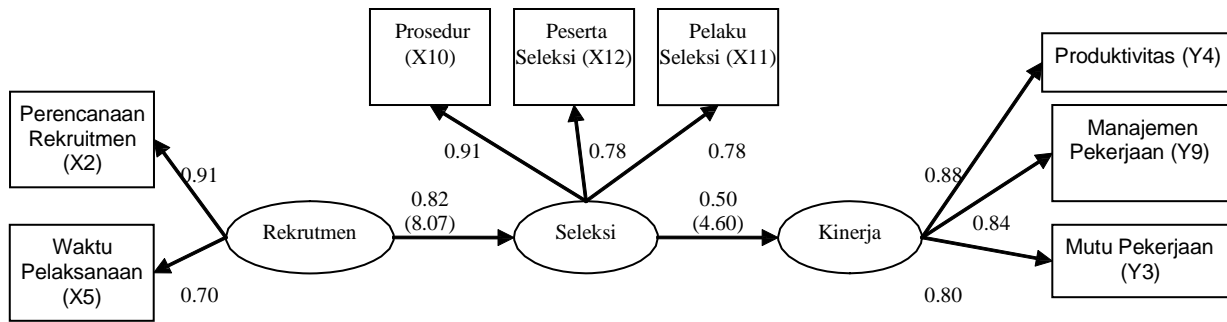 Prosedur
(X10)
Peserta
Seleksi (X12)
Pelaku
Seleksi (X11)
Produktivitas (Y4)
Perencanaan
Rekruitmen
(X2)
Manajemen
Pekerjaan (Y9)
0.91
0.78
0.78
0.91
0.88
0.82
(8.07)
0.50
(4.60)
Rekrutmen
Seleksi
Kinerja
0.84
Waktu
Pelaksanaan
(X5)
Mutu Pekerjaan
(Y3)
0.70
0.80